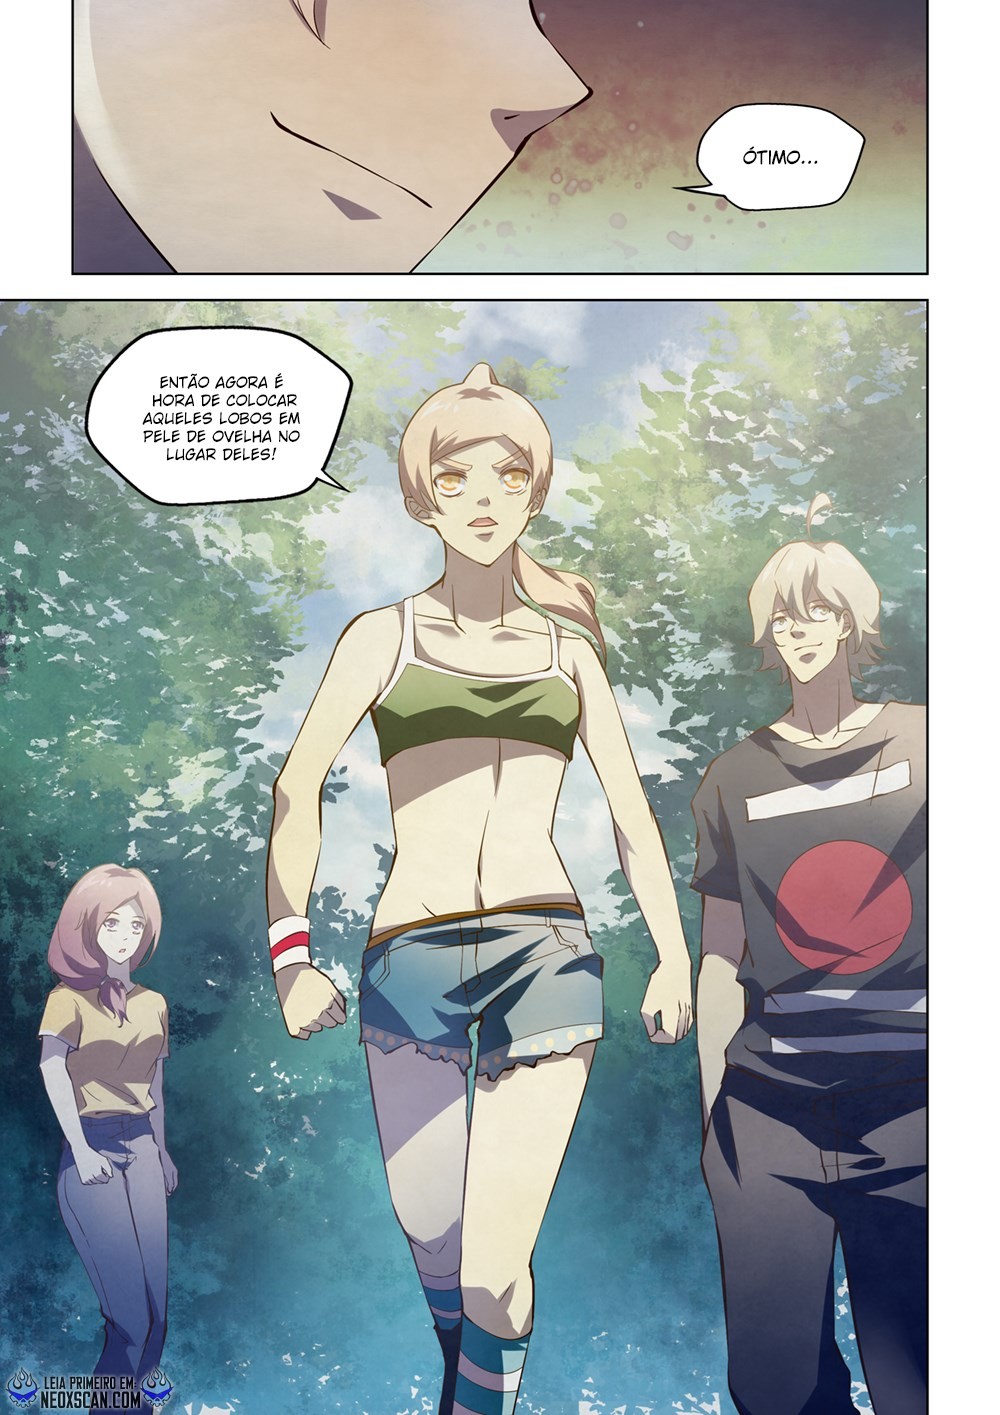 ÓTIMO...
ENTÃO AGORA É
HORA DE COLOCAR
AQUELES LOBOS EM
PELE DE OVELHA NO
LUGAR DELES!
LEIA PRIMEIRO EM:
NEOXSCAN.COM